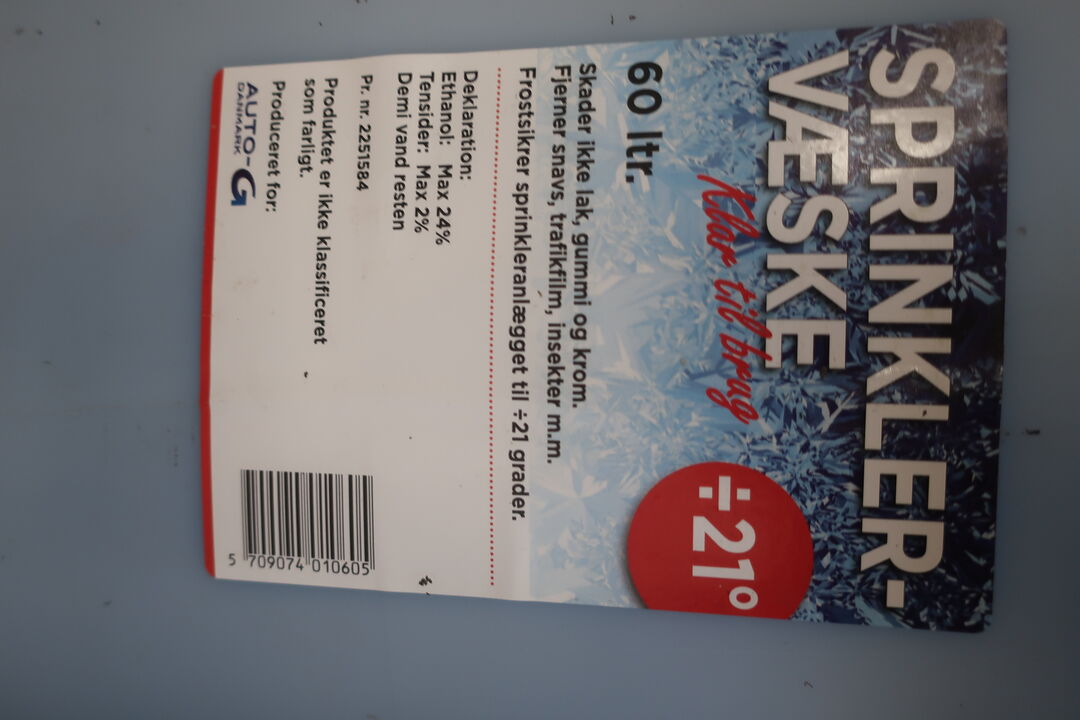 SPRINKLER-
VÆSKE
Klar til brug
÷21°
60 ltr.
Skader ikke lak, gummi og krom.
Fjerner snavs, trafikfilm, insekter m.m.
Frostsikrer sprinkleranlægget til ÷21 grader.
Deklaration:
Ethanol: Max 24%
Tensider: Max 2%
Demi vand resten
Pr. nr. 2251584
Produktet er ikke klassificeret
som farligt.
Produceret for:
AUTO-G
DANMARK
5 709074 010605